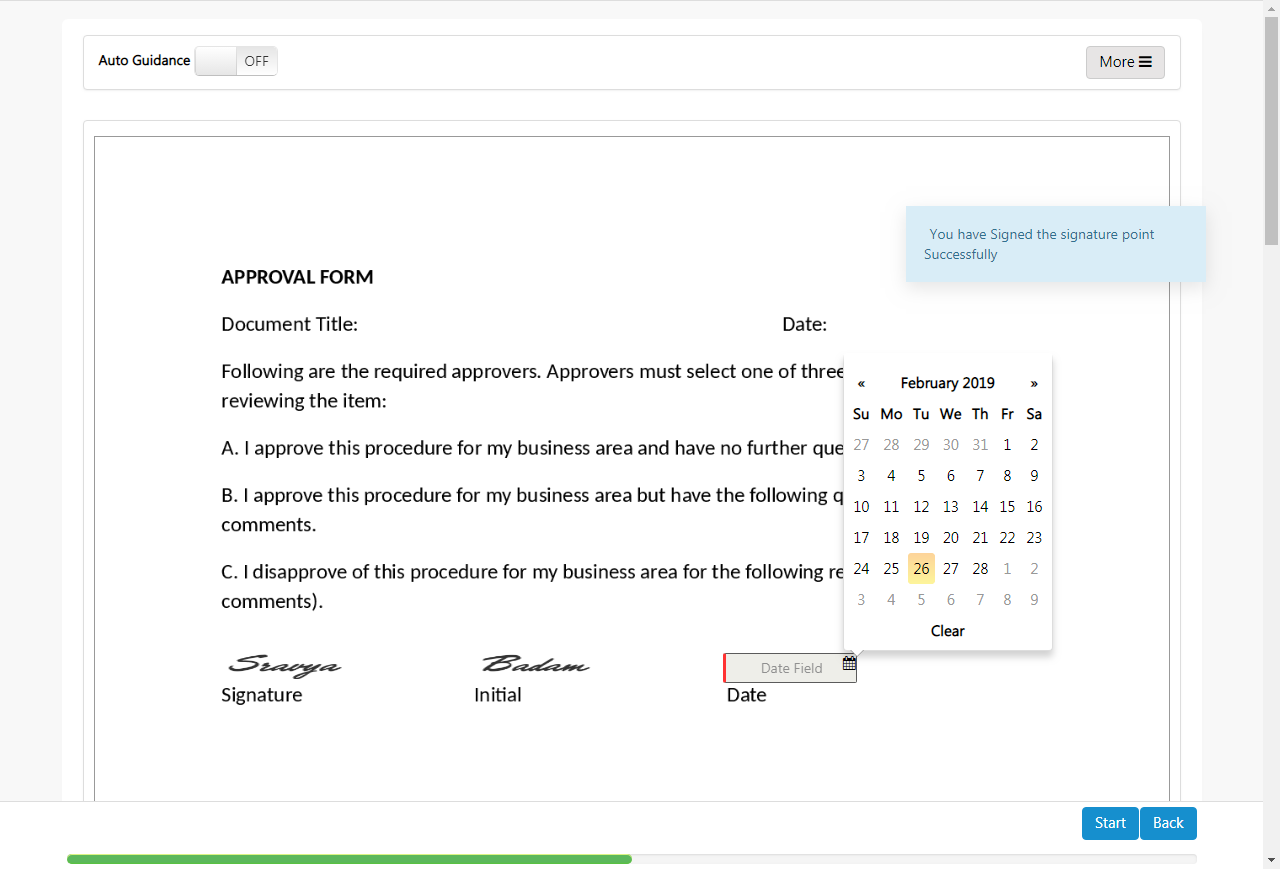 Auto Guidance OFF More
You have Signed the signature point
Successfully
APPROVAL FORM
Document Title: Date:
Following are the required approvers. Approvers must select one of three
reviewing the item:
A. I approve this procedure for my business area and have no further que
B. I approve this procedure for my business area but have the following q
comments.
C. I disapprove of this procedure for my business area for the following re
comments).
« February 2019 »
Su Mo Tu We Th Fr Sa
27 28 29 30 31 1 2
3 4 5 6 7 8 9
10 11 12 13 14 15 16
17 18 19 20 21 22 23
24 25 26 27 28 1 2
3 4 5 6 7 8 9
Clear
Sravya Badam Date Field
Signature Initial Date
Start Back